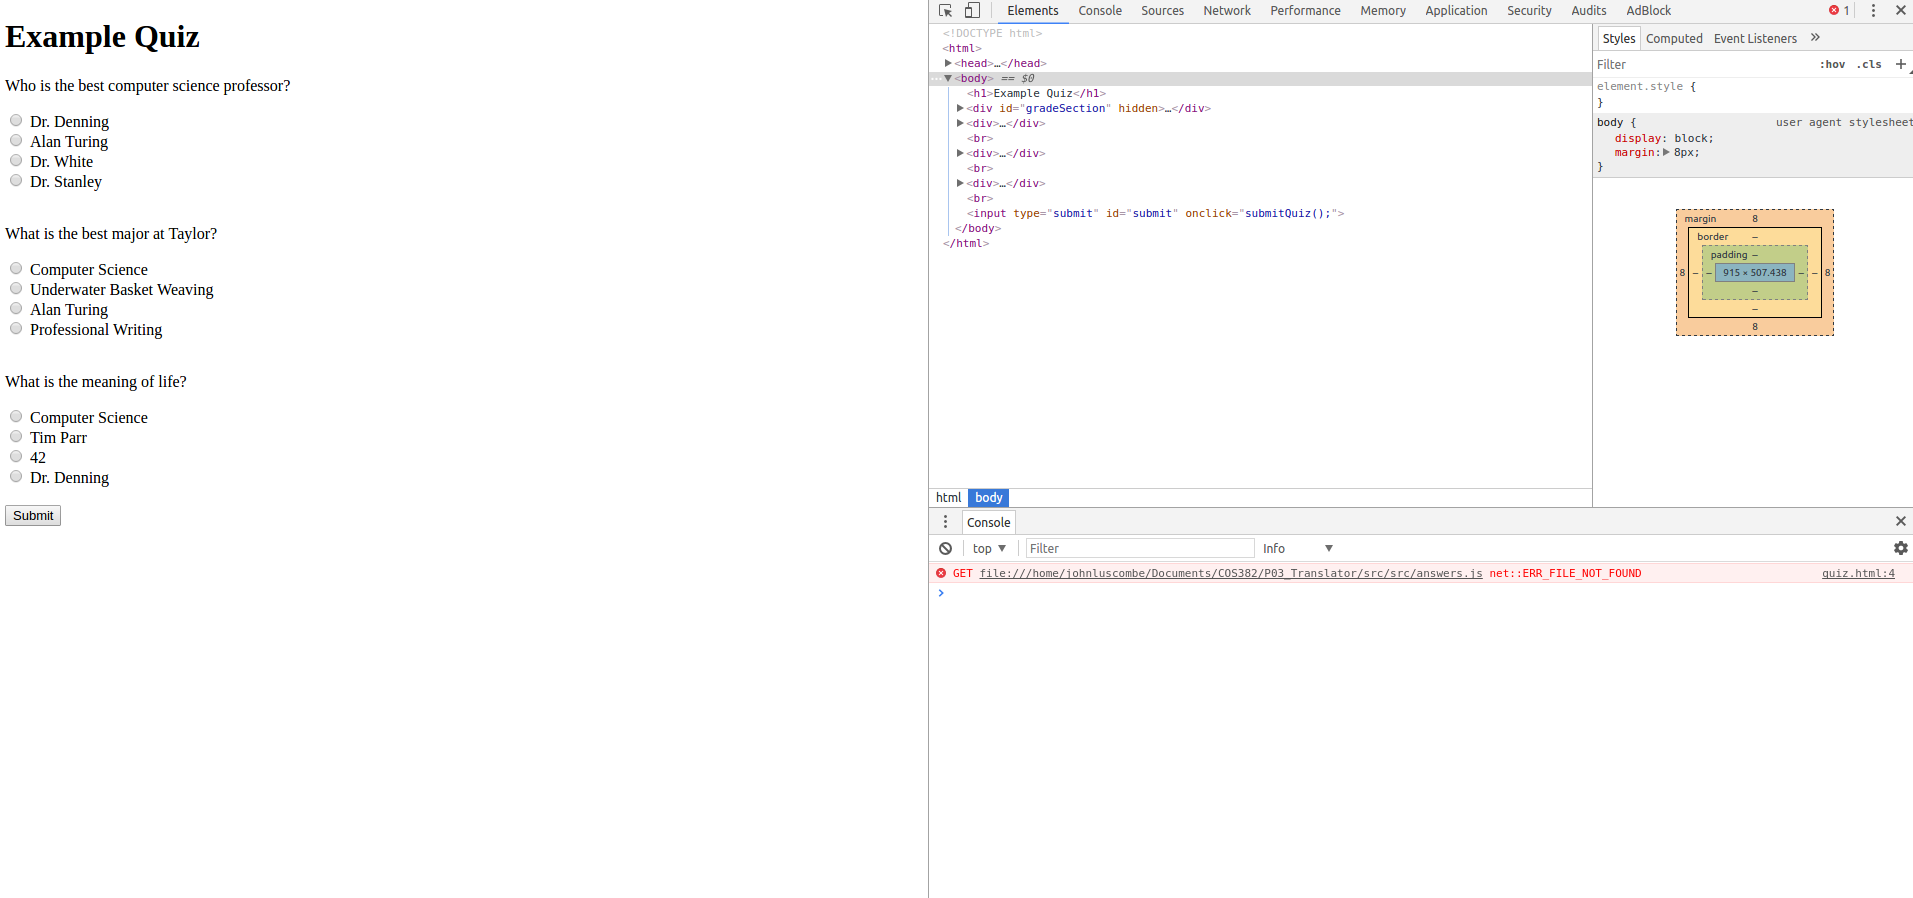 Example Quiz
Who is the best computer science professor?
Dr. Denning
Alan Turing
Dr. White
Dr. Stanley
What is the best major at Taylor?
Computer Science
Underwater Basket Weaving
Alan Turing
Professional Writing
What is the meaning of life?
Computer Science
Tim Parr
42
Dr. Denning
Submit
Elements Console Sources Network Performance Memory Application Security Audits AdBlock 1
<!DOCTYPE html>
<html>
<head>…</head>
<body> == $0
<h1>Example Quiz</h1>
<div id="gradeSection" hidden>…</div>
<div>…</div>
<br>
<div>…</div>
<br>
<div>…</div>
<br>
<input type="submit" id="submit" onclick="submitQuiz();">
</body>
</html>
html body
Styles Computed Event Listeners »
Filter :hov .cls +
element.style {
}
body { user agent stylesheet
display: block;
margin: 8px;
}
margin 8
border –
padding –
8 – – 915 × 507.438 – – 8
–
–
8
Console
top Filter Info
GET file:///home/johnluscombe/Documents/COS382/P03_Translator/src/src/answers.js net::ERR_FILE_NOT_FOUND quiz.html:4
>